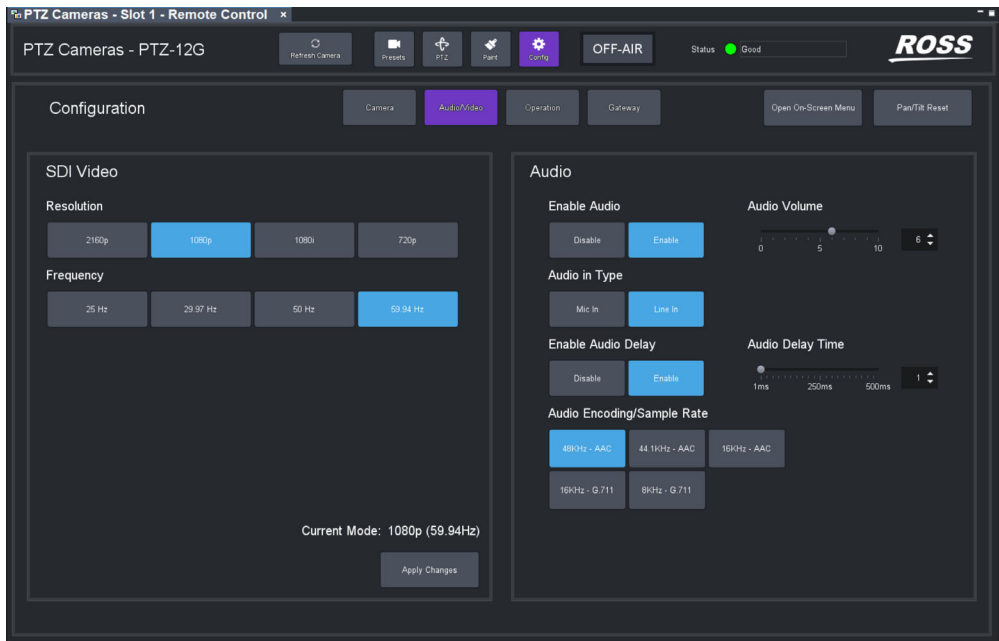 PTZ Cameras - Slot 1 - Remote Control ×
PTZ Cameras - PTZ-12G
Refresh Camera
Presets
PTZ
Paint
Config
OFF-AIR
Status
Good
ROSS
Configuration
Camera
Audio/Video
Operation
Gateway
Open On-Screen Menu
Pan/Tilt Reset
SDI Video
Resolution
2160p
1080p
1080i
720p
Frequency
25 Hz
29.97 Hz
50 Hz
59.94 Hz
Current Mode: 1080p (59.94Hz)
Apply Changes
Audio
Enable Audio
Audio Volume
Disable
Enable
0 5 10
6
Audio in Type
Mic In
Line In
Enable Audio Delay
Audio Delay Time
Disable
Enable
1ms 250ms 500ms
1
Audio Encoding/Sample Rate
48KHz - AAC
44.1KHz - AAC
16KHz - AAC
16KHz - G.711
8KHz - G.711